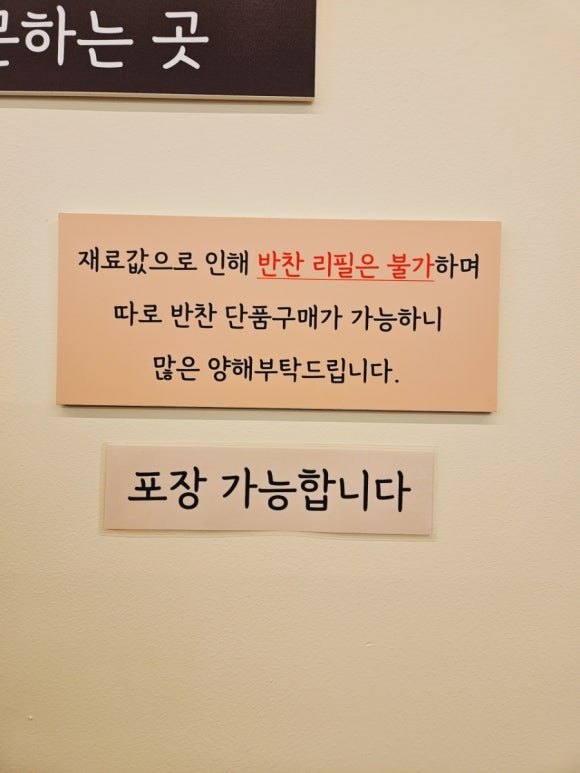 하는 곳
재료값으로 인해 반찬 리필은 불가하며
따로 반찬 단품구매가 가능하니
많은 양해부탁드립니다.
포장 가능합니다